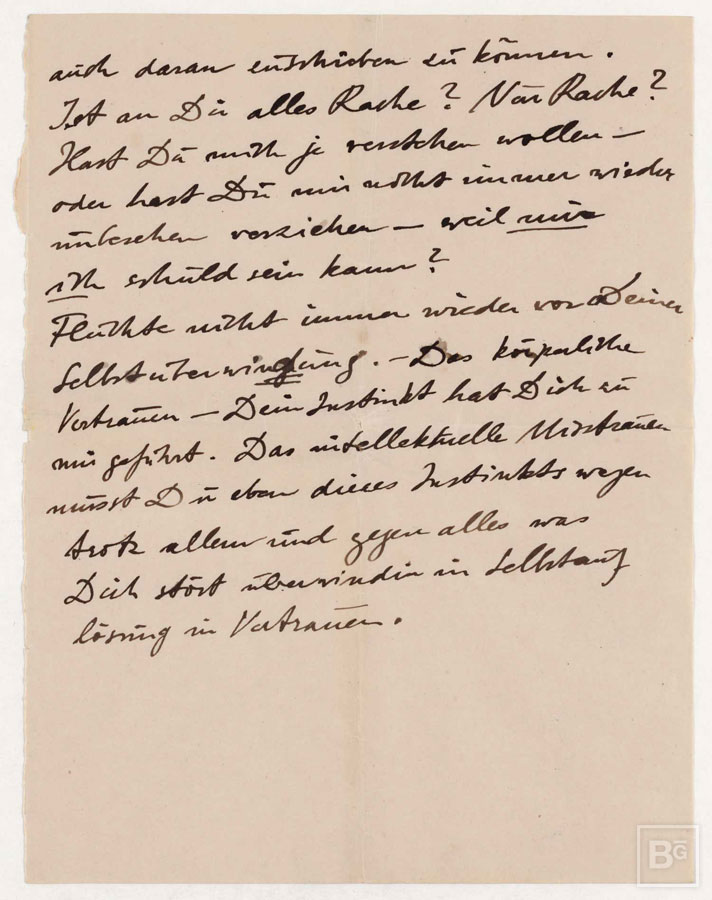 auch daran entschieben zu können.
Ist an Dir alles Rache? Nur Rache?
Hast Du mich je verstehen wollen –
oder hast Du mir nicht immer wieder
unbesehen verziehen – weil nur
ich schuld sein kann?
Flüchte nicht immer wieder vor Deiner
Selbstüberwindung. – Das körperliche
Vertrauen – Dein Instinkt hat Dich zu
mir geführt. Das intellektuelle Misstrauen
musst Du eben dieses Instinkts wegen
trotz allem und gegen alles was
Dich stört überwinden in Selbstauf
lösung in Vertrauen.
BG